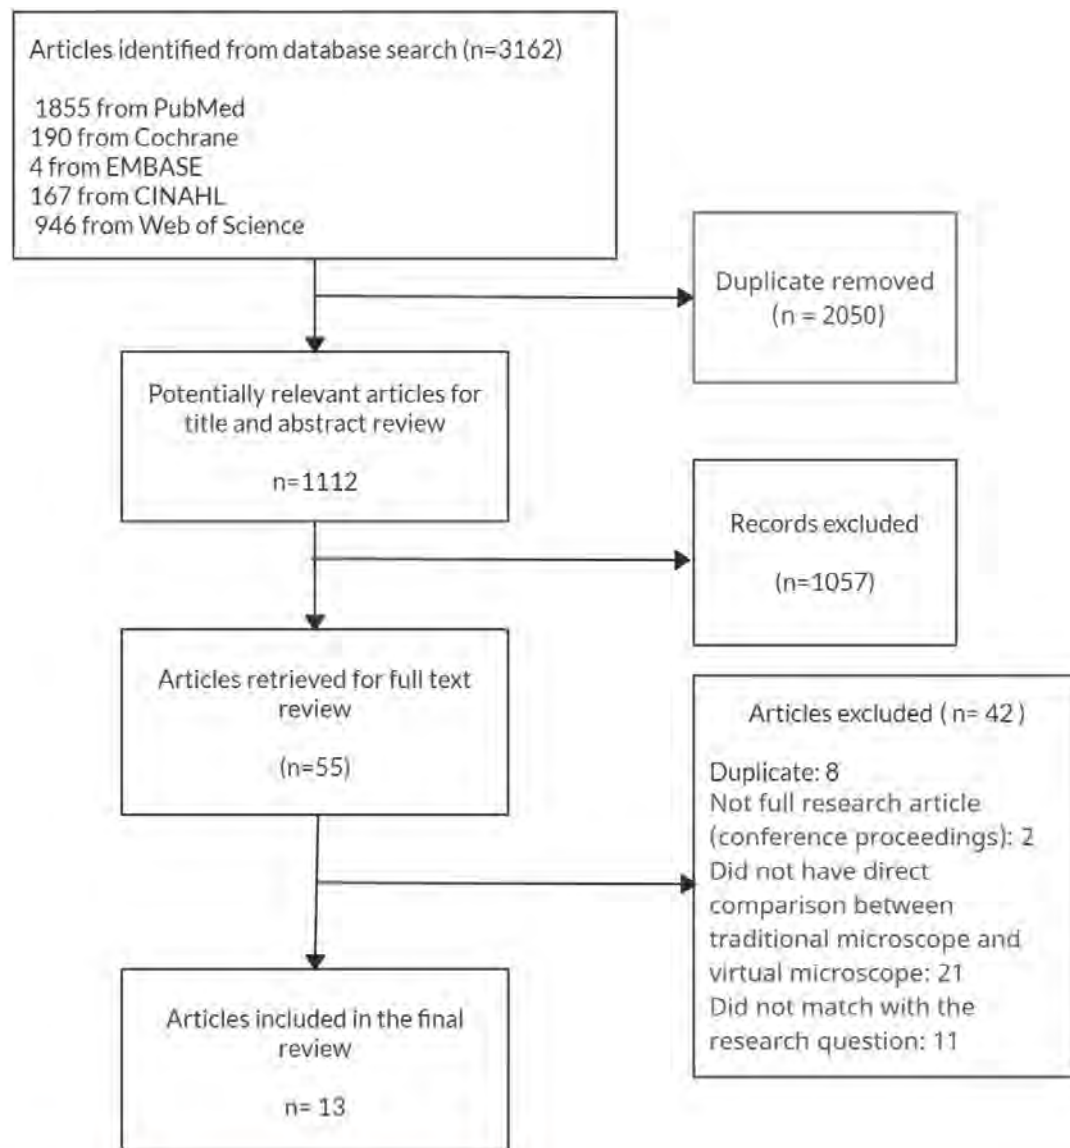 Articles identified from database search (n=3162)
1855 from PubMed
190 from Cochrane
4 from EMBASE
167 from CINAHL
946 from Web of Science
Duplicate removed
(n = 2050)
Potentially relevant articles for
title and abstract review
n=1112
Records excluded
(n=1057)
Articles retrieved for full text
review
(n=55)
Articles excluded ( n= 42 )
Duplicate: 8
Not full research article
(conference proceedings): 2
Did not have direct
comparison between
traditional microscope and
virtual microscope: 21
Did not match with the
research question: 11
Articles included in the final
review
n= 13